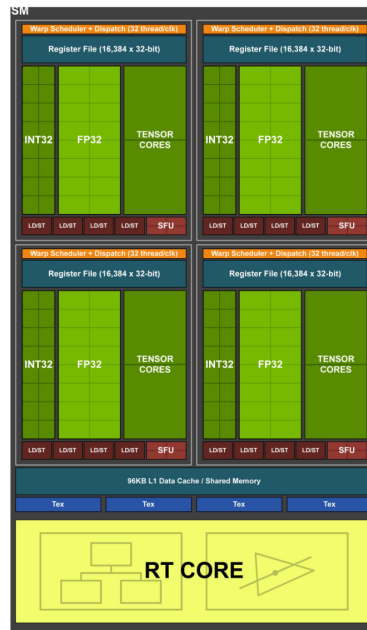 SM
Warp Scheduler + Dispatch (32 thread/clk)
Register File (16,384 x 32-bit)
INT32
FP32
TENSOR
CORES
LD/ST
LD/ST
LD/ST
LD/ST
SFU
Warp Scheduler + Dispatch (32 thread/clk)
Register File (16,384 x 32-bit)
INT32
FP32
TENSOR
CORES
LD/ST
LD/ST
LD/ST
LD/ST
SFU
Warp Scheduler + Dispatch (32 thread/clk)
Register File (16,384 x 32-bit)
INT32
FP32
TENSOR
CORES
LD/ST
LD/ST
LD/ST
LD/ST
SFU
Warp Scheduler + Dispatch (32 thread/clk)
Register File (16,384 x 32-bit)
INT32
FP32
TENSOR
CORES
LD/ST
LD/ST
LD/ST
LD/ST
SFU
96KB L1 Data Cache / Shared Memory
Tex
Tex
Tex
Tex
RT CORE